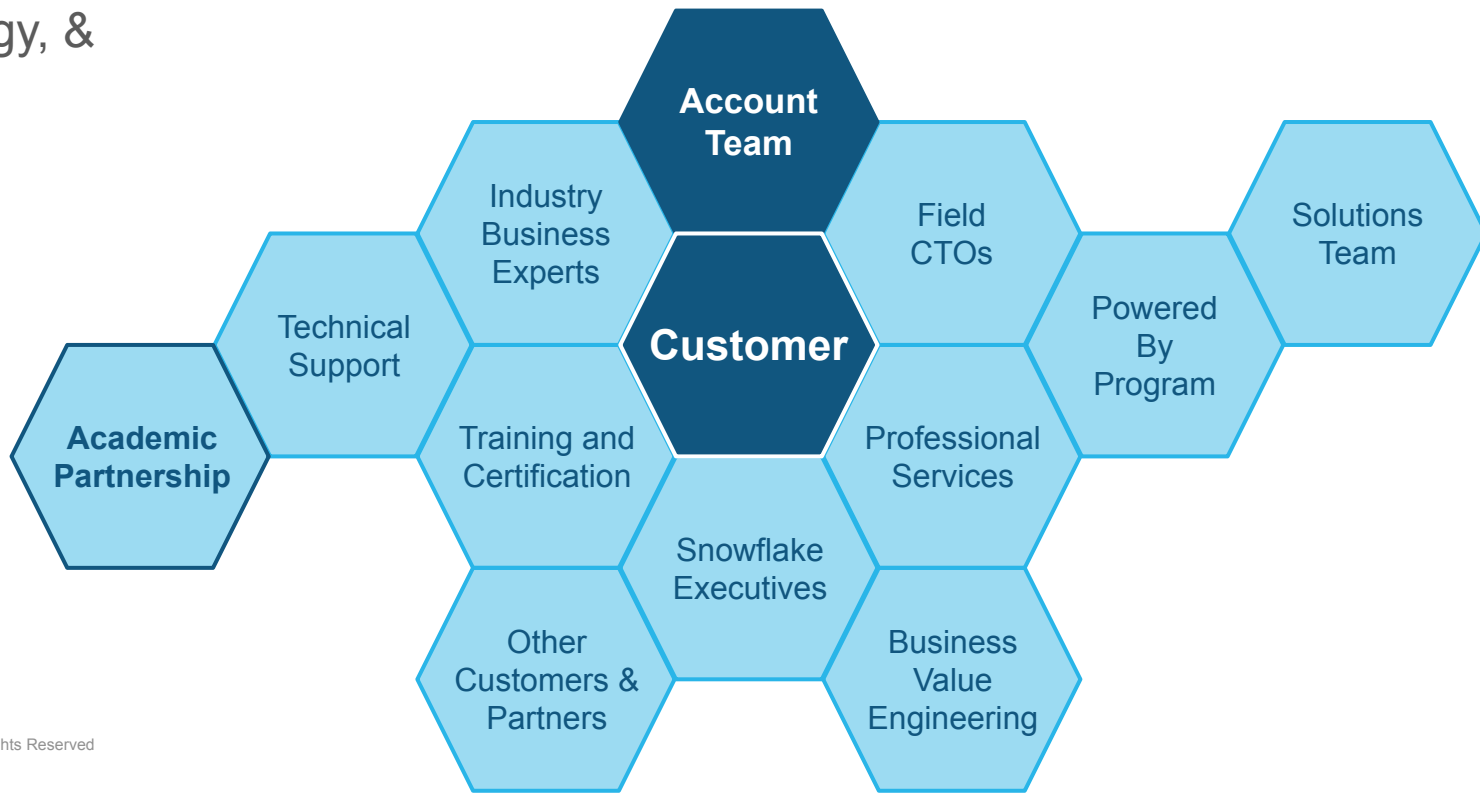 gy, &
Account
Team
Industry
Business
Experts
Field
CTOs
Solutions
Team
Technical
Support
Customer
Powered
By
Program
Academic
Partnership
Training and
Certification
Professional
Services
Snowflake
Executives
Other
Customers &
Partners
Business
Value
Engineering
hts Reserved